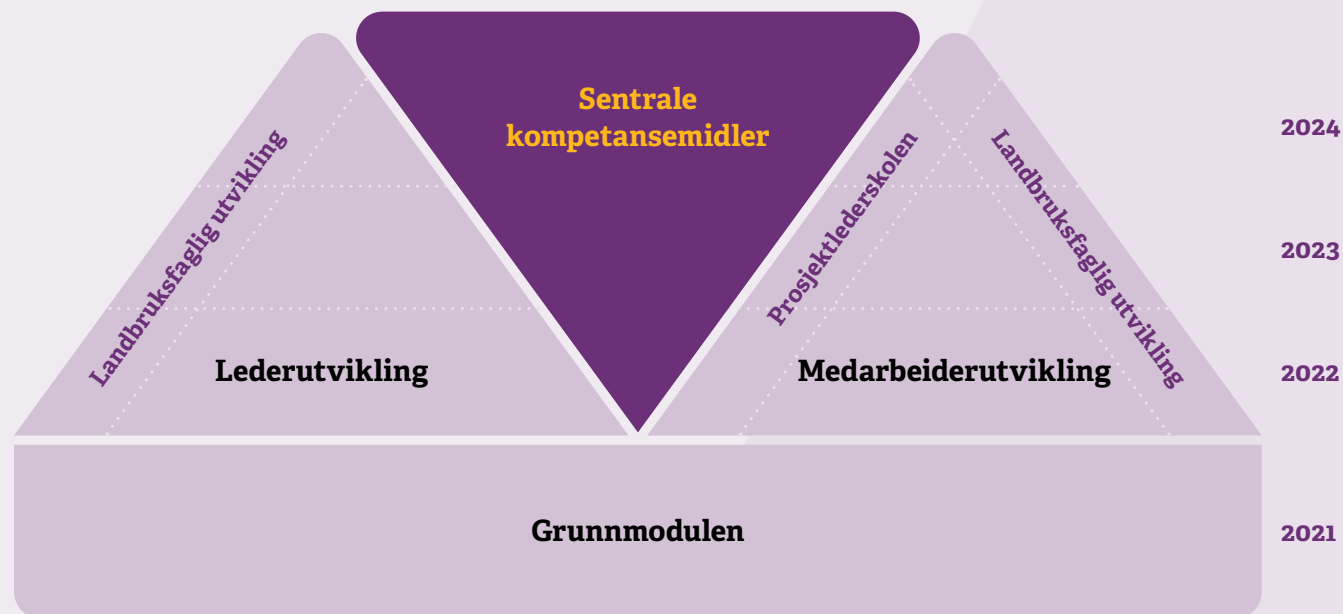 Sentrale
kompetansemidler
Landbruksfaglig utvikling
Prosjektlederskolen
Landbruksfaglig utvikling
2024
2023
Lederutvikling
Medarbeiderutvikling
2022
Grunnmodulen
2021